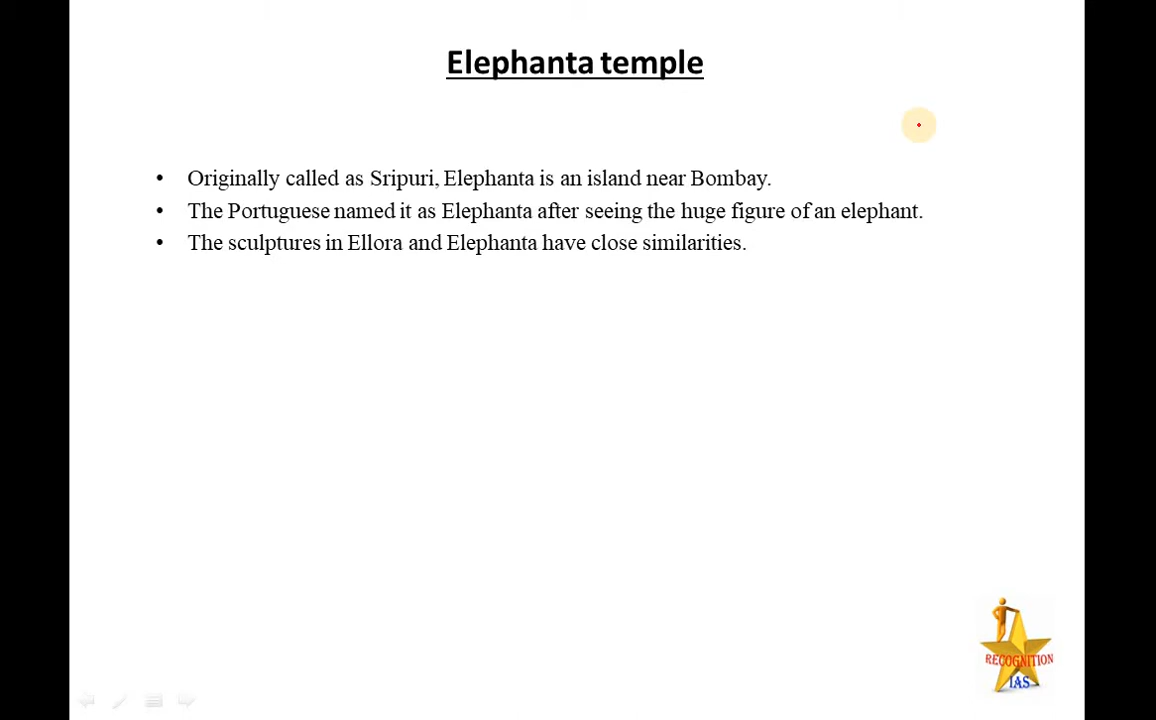 Elephanta temple
• Originally called as Sripuri, Elephanta is an island near Bombay.
• The Portuguese named it as Elephanta after seeing the huge figure of an elephant.
• The sculptures in Ellora and Elephanta have close similarities.
RECOGNITION
IAS